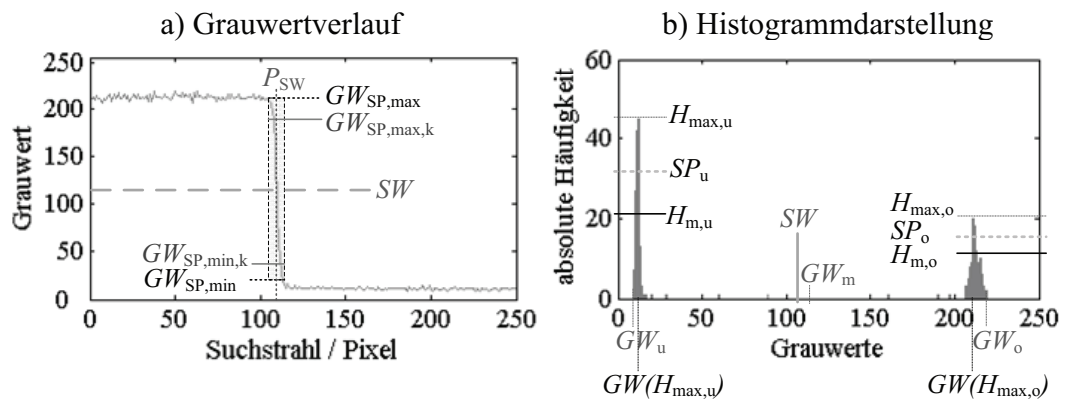 a) Grauwertverlauf
250
200
150
100
50
0
Grauwert
P_SW
GW_SP,max
GW_SP,max,k
SW
GW_SP,min,k
GW_SP,min
0 50 100 150 200 250
Suchstrahl / Pixel
b) Histogrammdarstellung
60
40
20
0
absolute Häufigkeit
H_max,u
SP_u
H_m,u
SW
GW_m
H_max,o
SP_o
H_m,o
0 50 100 150 200 250
GW_u
Grauwerte
GW_o
GW(H_max,u)
GW(H_max,o)